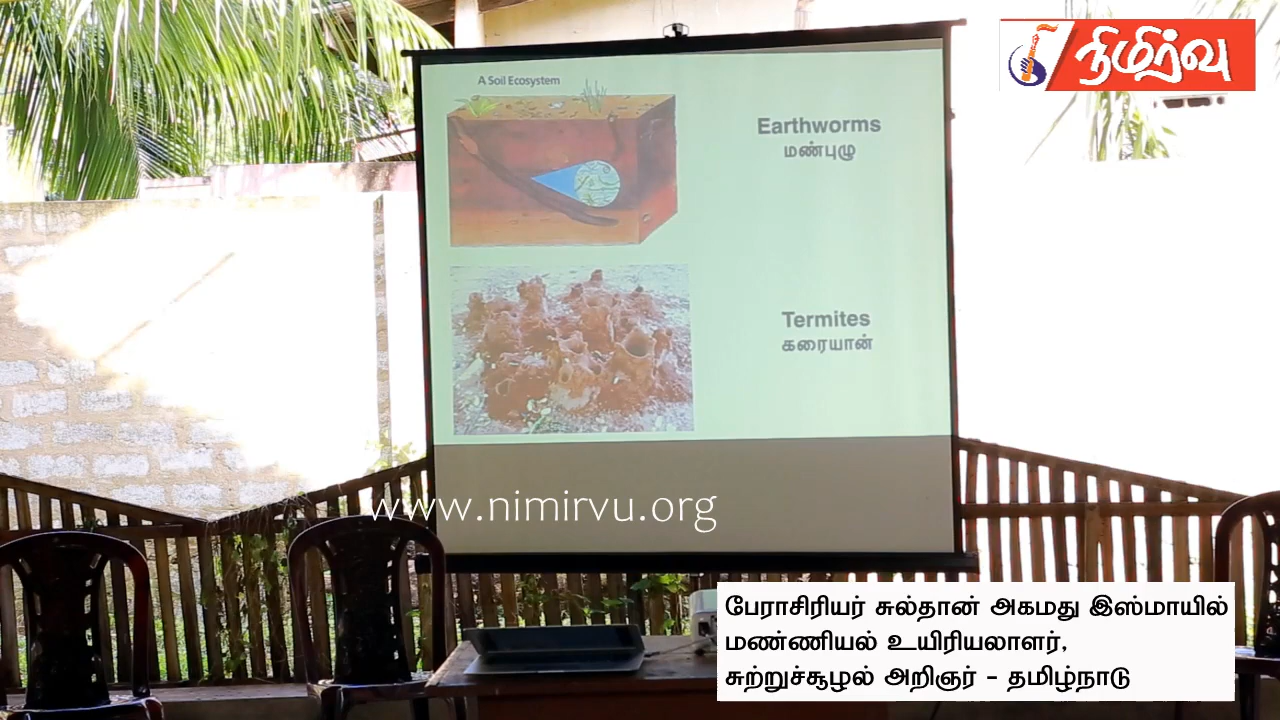 நிமிர்வு
A Soil Ecosystem
Earthworms
மண்புழு
Termites
கரையான்
www.nimirvu.org
பேராசிரியர் சுல்தான் அகமது இஸ்மாயில்
மண்ணியல் உயிரியலாளர்,
சுற்றுச்சூழல் அறிஞர் – தமிழ்நாடு